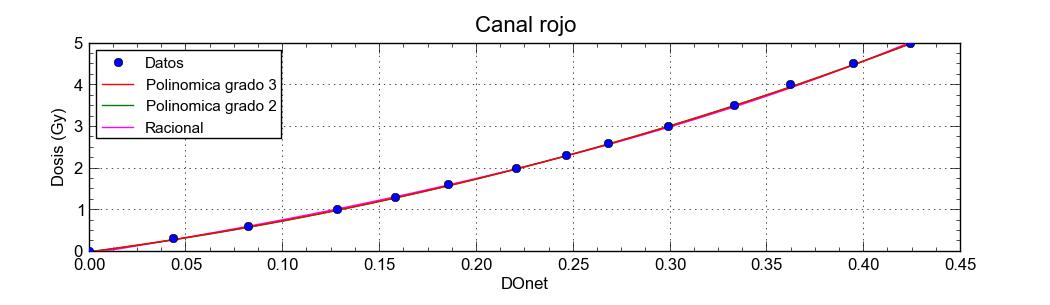 Canal rojo
5
4
3
2
1
0
Dosis (Gy)
Datos
Polinomica grado 3
Polinomica grado 2
Racional
0.00 0.05 0.10 0.15 0.20 0.25 0.30 0.35 0.40 0.45
DOnet